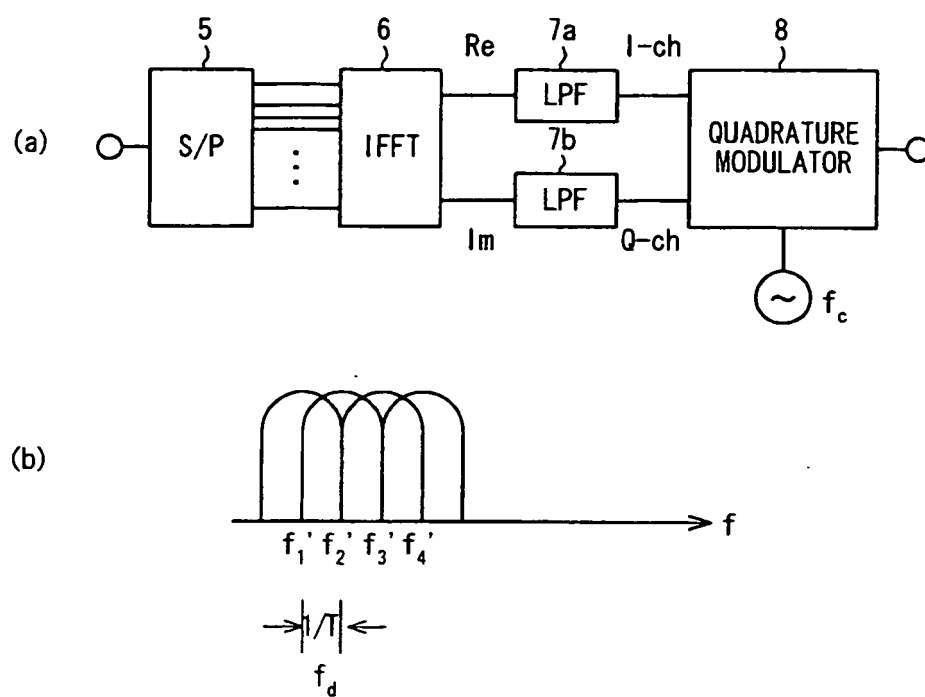 5 6 Re 7a I-ch 8
(a) S/P IFFT LPF QUADRATURE MODULATOR
7b
LPF
Im Q-ch
~ f_c
(b)
f
f_1' f_2' f_3' f_4'
1/T
f_d